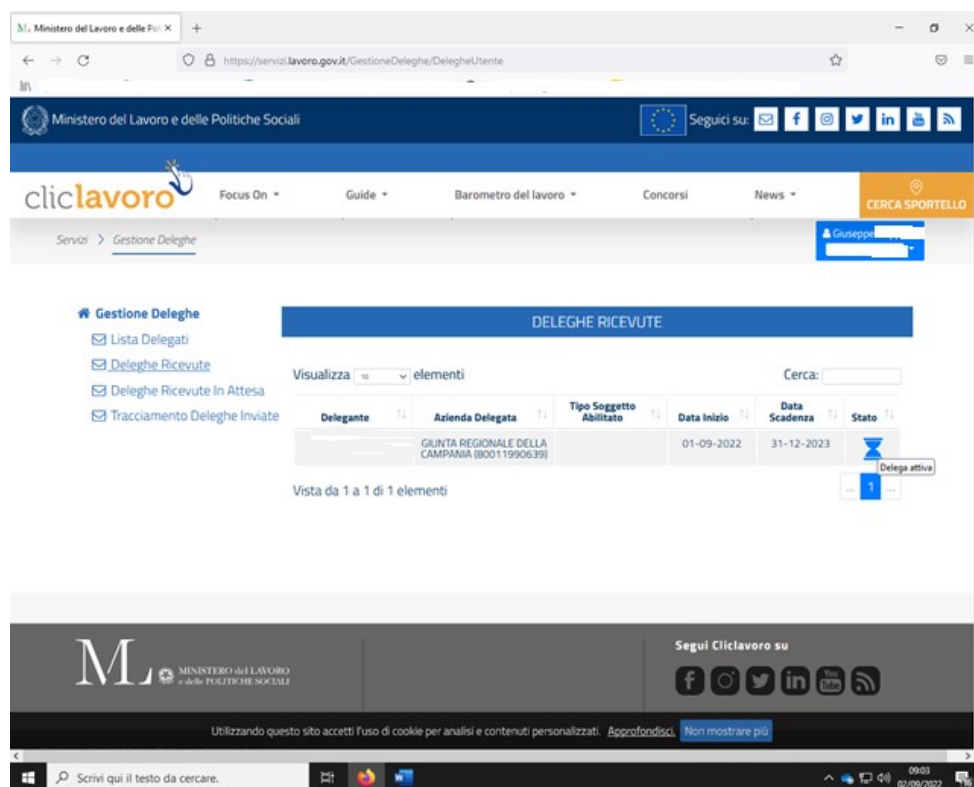 Ministero del Lavoro e delle Pol
https://servizi.lavoro.gov.it/GestioneDeleghe/DelegheUtente
Ministero del Lavoro e delle Politiche Sociali
Seguici su:
cliclavoro
Focus On
Guide
Barometro del lavoro
Concorsi
News
CERCA SPORTELLO
Servizi > Gestione Deleghe
Giuseppe
Gestione Deleghe
Lista Delegati
Deleghe Ricevute
Deleghe Ricevute In Attesa
Tracciamento Deleghe Inviate
DELEGHE RICEVUTE
Visualizza 10 elementi
Cerca:
Delegante
Azienda Delegata
Tipo Soggetto
Abilitato
Data Inizio
Data
Scadenza
Stato
GIUNTA REGIONALE DELLA
CAMPANIA (80011990639)
01-09-2022
31-12-2023
Delega attiva
Vista da 1 a 1 di 1 elementi
... 1 ...
MINISTERO del LAVORO
e delle POLITICHE SOCIALI
Segui Cliclavoro su
You
Tube
Utilizzando questo sito accetti l'uso di cookie per analisi e contenuti personalizzati. Approfondisci. Non mostrare più
Scrivi qui il testo da cercare.
09:03
02/09/2022